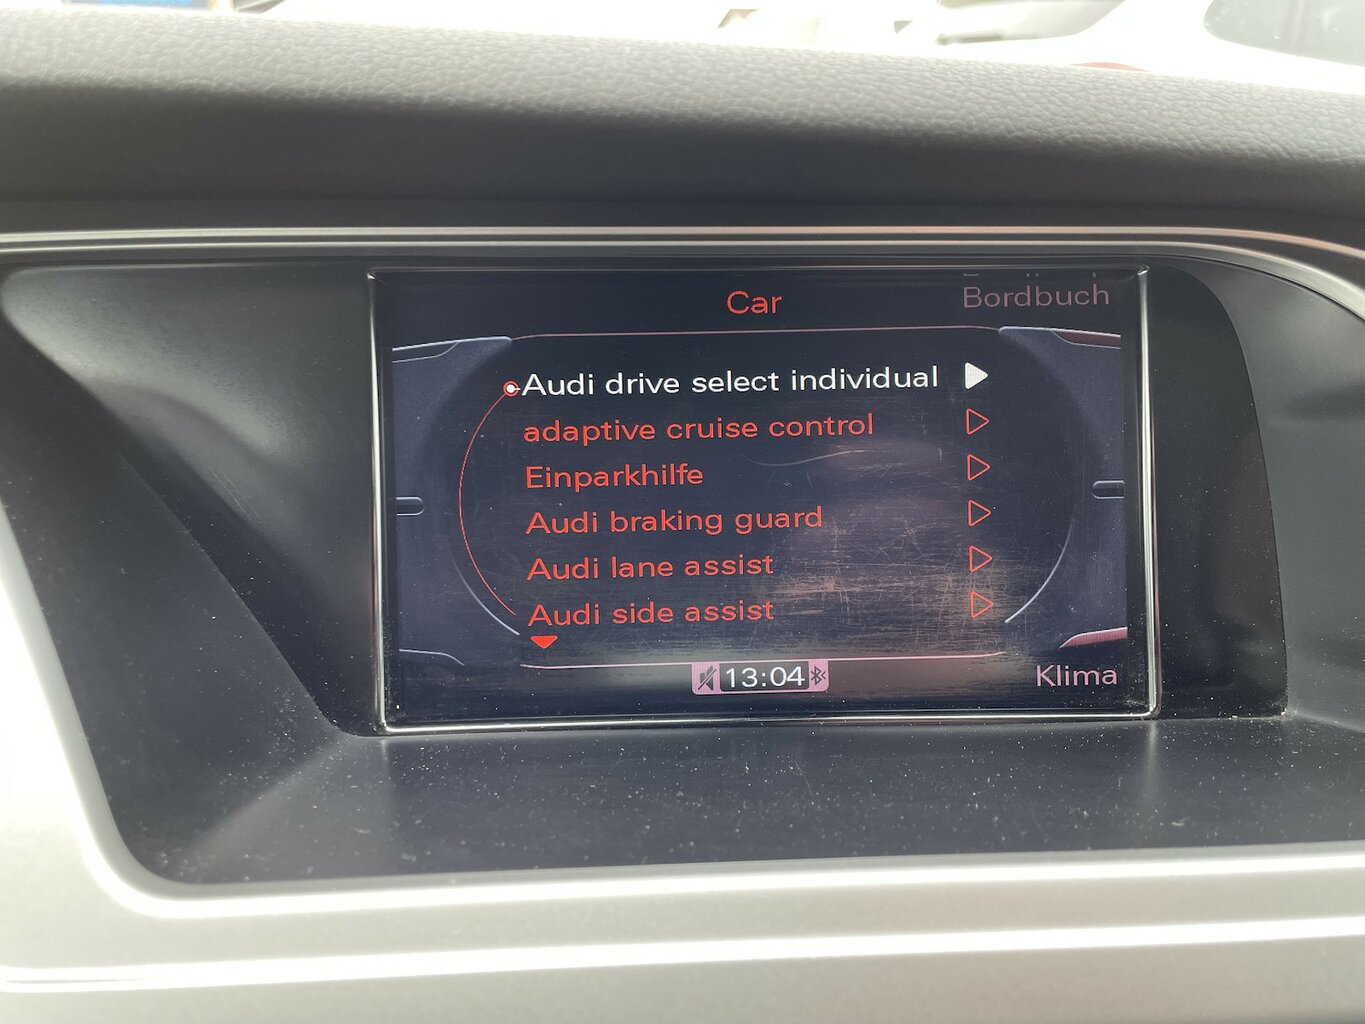 Car
Bordbuch
Audi drive select individual
adaptive cruise control
Einparkhilfe
Audi braking guard
Audi lane assist
Audi side assist
13:04
Klima